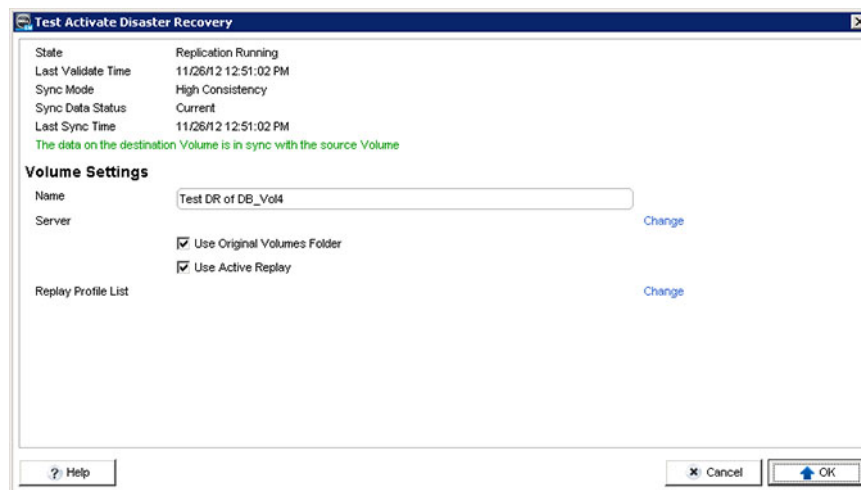 Test Activate Disaster Recovery
State Replication Running
Last Validate Time 11/26/12 12:51:02 PM
Sync Mode High Consistency
Sync Data Status Current
Last Sync Time 11/26/12 12:51:02 PM
The data on the destination Volume is in sync with the source Volume
Volume Settings
Name Test DR of DB_Vol4
Server Change
Use Original Volumes Folder
Use Active Replay
Replay Profile List Change
? Help Cancel OK